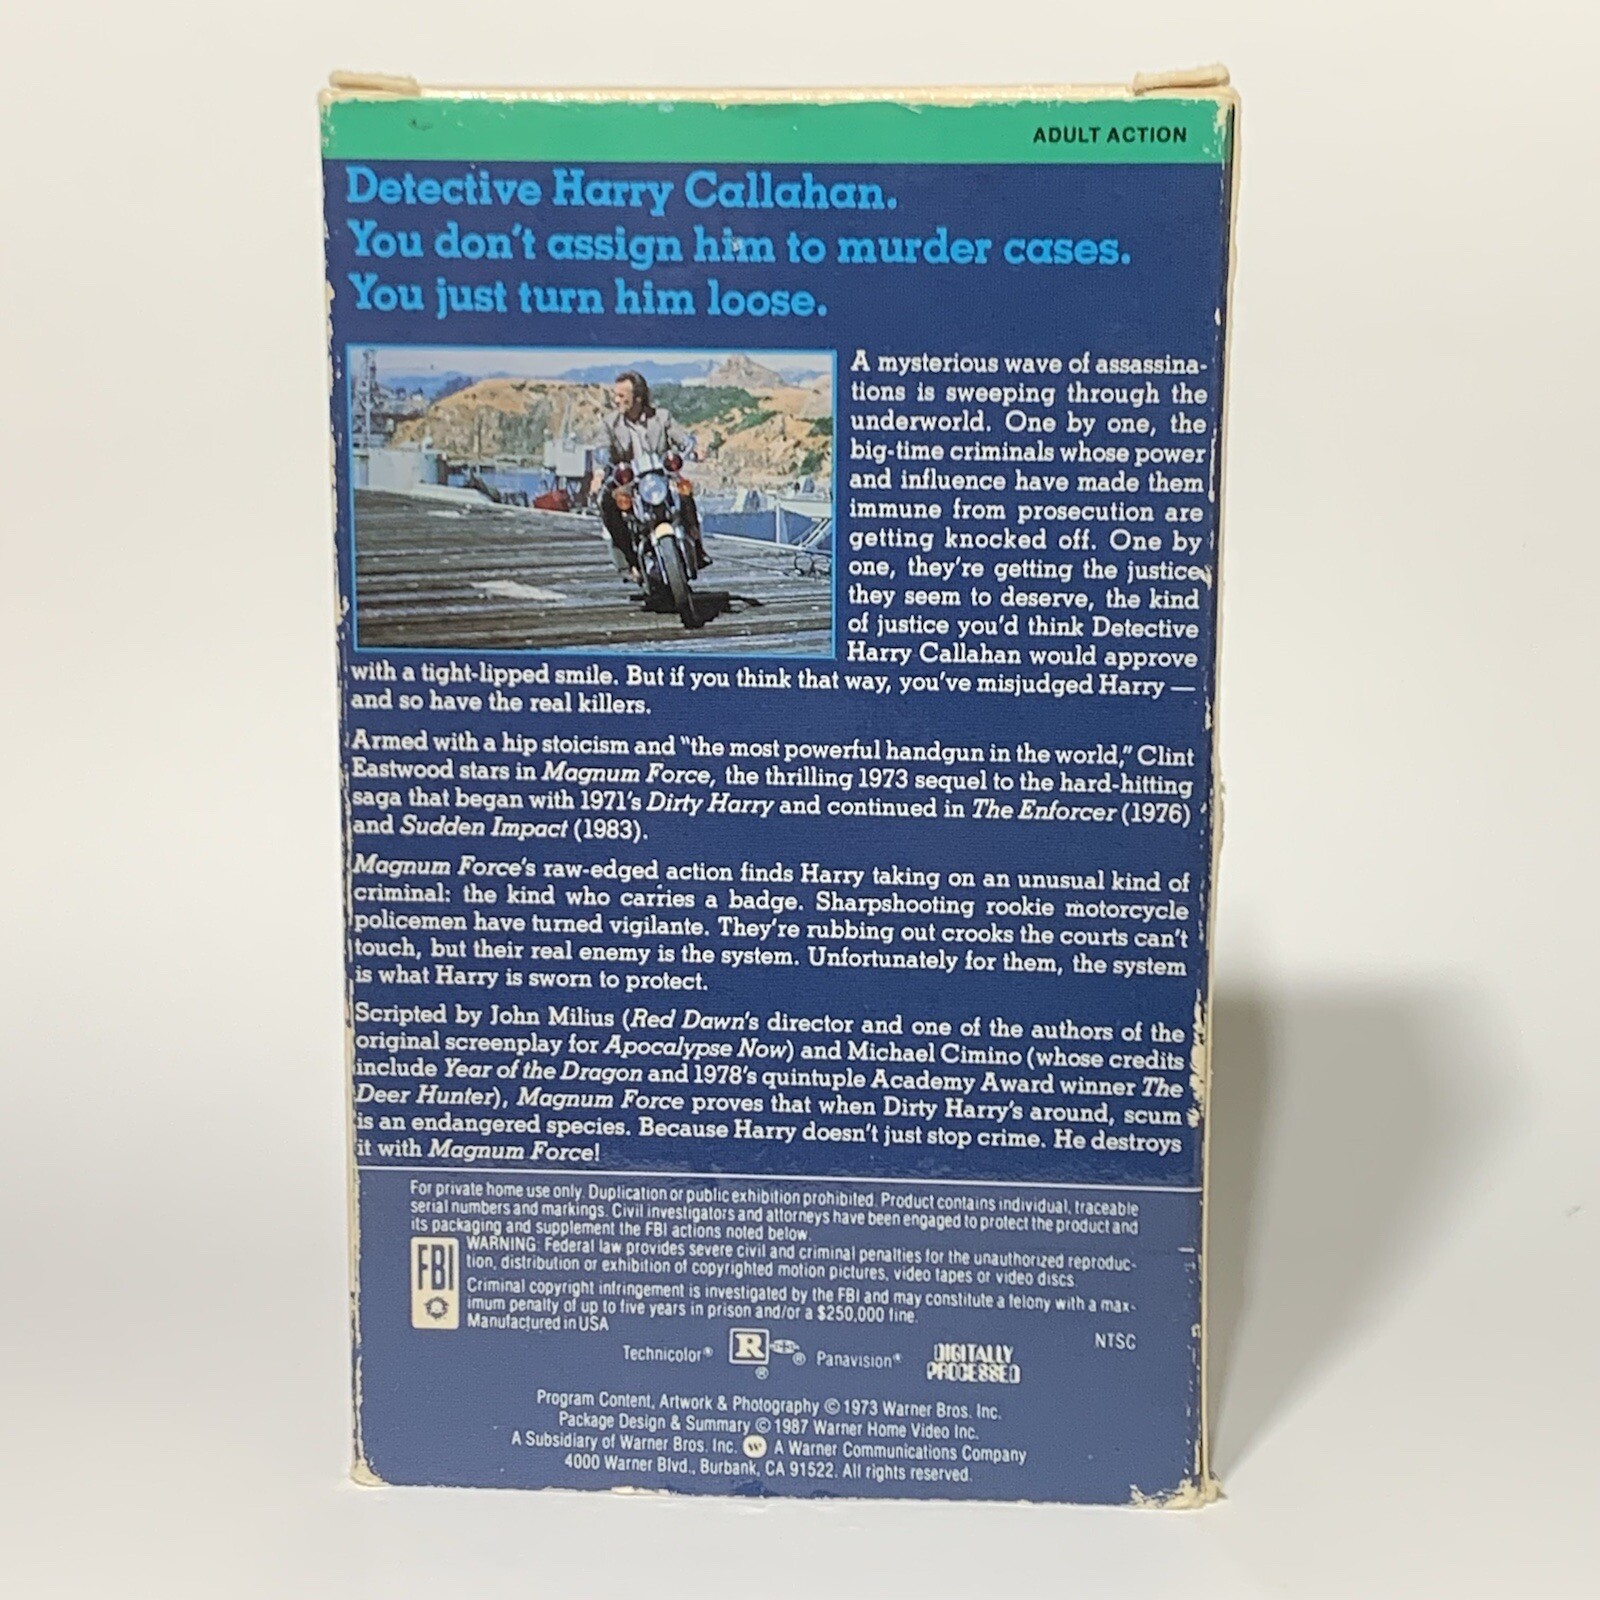 ADULT ACTION
Detective Harry Callahan.
You don't assign him to murder cases.
You just turn him loose.
A mysterious wave of assassina-
tions is sweeping through the
underworld. One by one, the
big-time criminals whose power
and influence have made them
immune from prosecution are
getting knocked off. One by
one, they're getting the justice
they seem to deserve, the kind
of justice you'd think Detective
Harry Callahan would approve
with a tight-lipped smile. But if you think that way, you've misjudged Harry —
and so have the real killers.
Armed with a hip stoicism and "the most powerful handgun in the world," Clint
Eastwood stars in Magnum Force, the thrilling 1973 sequel to the hard-hitting
saga that began with 1971's Dirty Harry and continued in The Enforcer (1976)
and Sudden Impact (1983).
Magnum Force's raw-edged action finds Harry taking on an unusual kind of
criminal: the kind who carries a badge. Sharpshooting rookie motorcycle
policemen have turned vigilante. They're rubbing out crooks the courts can't
touch, but their real enemy is the system. Unfortunately for them, the system
is what Harry is sworn to protect.
Scripted by John Milius (Red Dawn's director and one of the authors of the
original screenplay for Apocalypse Now) and Michael Cimino (whose credits
include Year of the Dragon and 1978's quintuple Academy Award winner The
Deer Hunter), Magnum Force proves that when Dirty Harry's around, scum
is an endangered species. Because Harry doesn't just stop crime. He destroys
it with Magnum Force!
For private home use only. Duplication or public exhibition prohibited. Product contains individual, traceable
serial numbers and markings. Civil investigators and attorneys have been engaged to protect the product and
its packaging and supplement the FBI actions noted below.
FBI
WARNING: Federal law provides severe civil and criminal penalties for the unauthorized reproduc-
tion, distribution or exhibition of copyrighted motion pictures, video tapes or video discs.
Criminal copyright infringement is investigated by the FBI and may constitute a felony with a max-
imum penalty of up to five years in prison and/or a $250,000 fine.
Manufactured in USA
NTSC
Technicolor® R ® ® Panavision® DIGITALLY
PROCESSED
Program Content, Artwork & Photography © 1973 Warner Bros. Inc.
Package Design & Summary © 1987 Warner Home Video Inc.
A Subsidiary of Warner Bros. Inc. W A Warner Communications Company
4000 Warner Blvd., Burbank, CA 91522. All rights reserved.